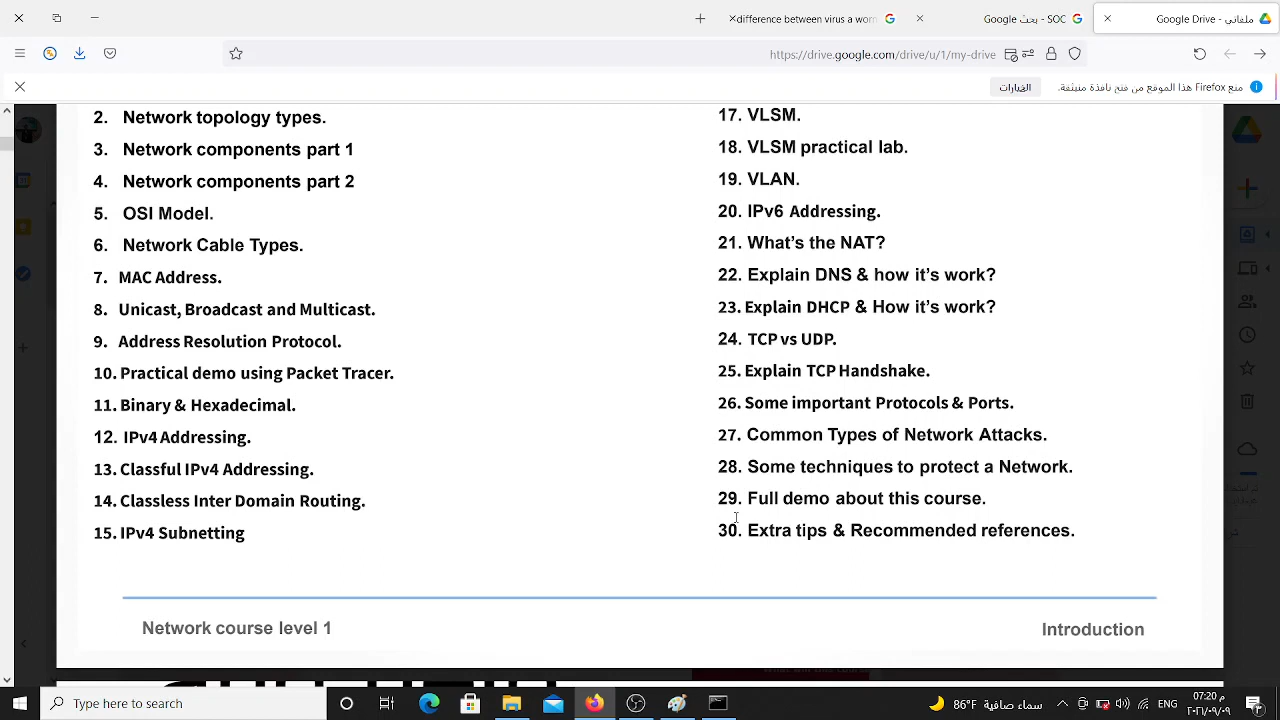 difference between virus a worm
Google بحث - SOC
ملفاتي - Google Drive
https://drive.google.com/drive/u/1/my-drive
منع Firefox هذا الموقع من فتح نافذة منبثقة.
الخيارات
2. Network topology types.
3. Network components part 1
4. Network components part 2
5. OSI Model.
6. Network Cable Types.
7. MAC Address.
8. Unicast, Broadcast and Multicast.
9. Address Resolution Protocol.
10. Practical demo using Packet Tracer.
11. Binary & Hexadecimal.
12. IPv4 Addressing.
13. Classful IPv4 Addressing.
14. Classless Inter Domain Routing.
15. IPv4 Subnetting
17. VLSM.
18. VLSM practical lab.
19. VLAN.
20. IPv6 Addressing.
21. What's the NAT?
22. Explain DNS & how it's work?
23. Explain DHCP & How it's work?
24. TCP vs UDP.
25. Explain TCP Handshake.
26. Some important Protocols & Ports.
27. Common Types of Network Attacks.
28. Some techniques to protect a Network.
29. Full demo about this course.
30. Extra tips & Recommended references.
Network course level 1
Introduction
Type here to search
86°F سماء صافية
07:20 م